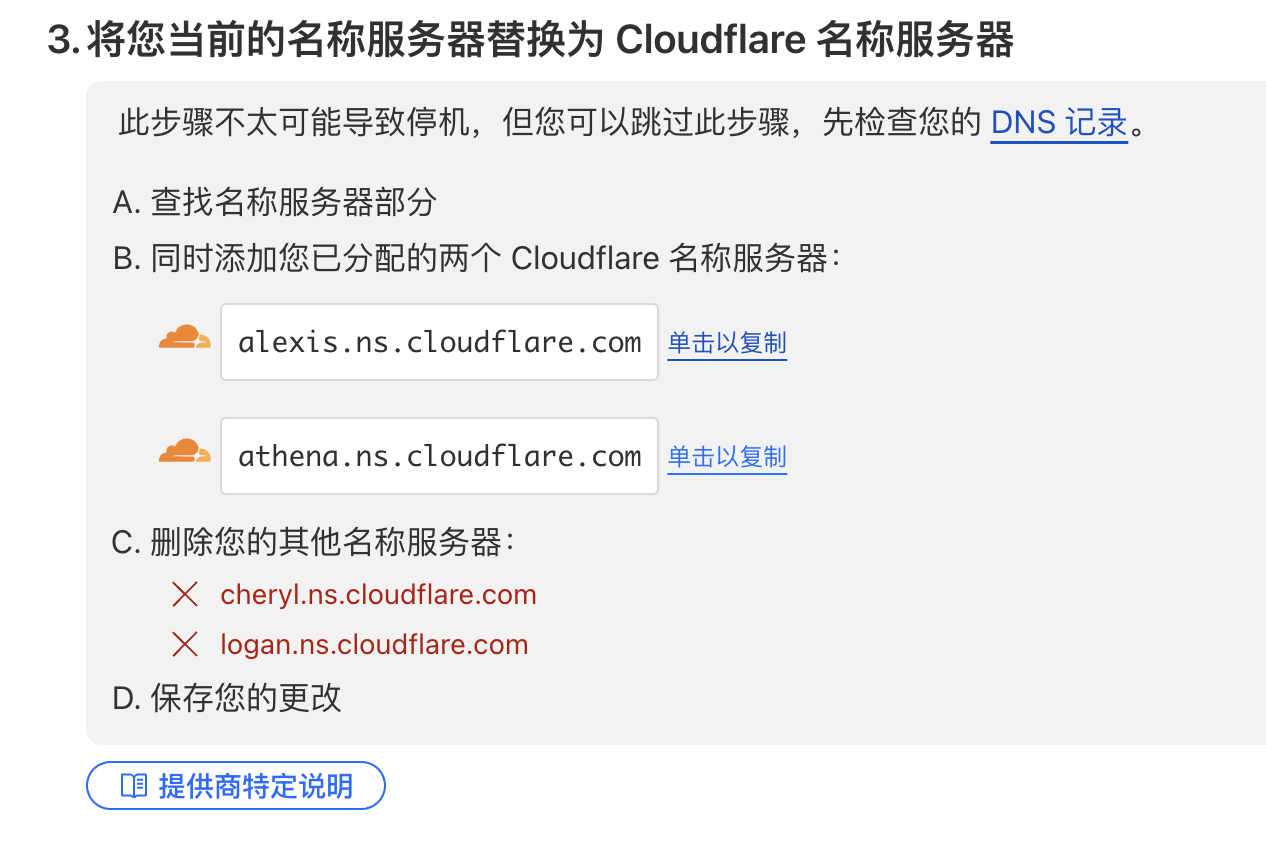 3. 将您当前的名称服务器替换为 Cloudflare 名称服务器
此步骤不太可能导致停机，但您可以跳过此步骤，先检查您的 DNS 记录。
A. 查找名称服务器部分
B. 同时添加您已分配的两个 Cloudflare 名称服务器：
alexis.ns.cloudflare.com 单击以复制
athena.ns.cloudflare.com 单击以复制
C. 删除您的其他名称服务器：
cheryl.ns.cloudflare.com
logan.ns.cloudflare.com
D. 保存您的更改
提供商特定说明